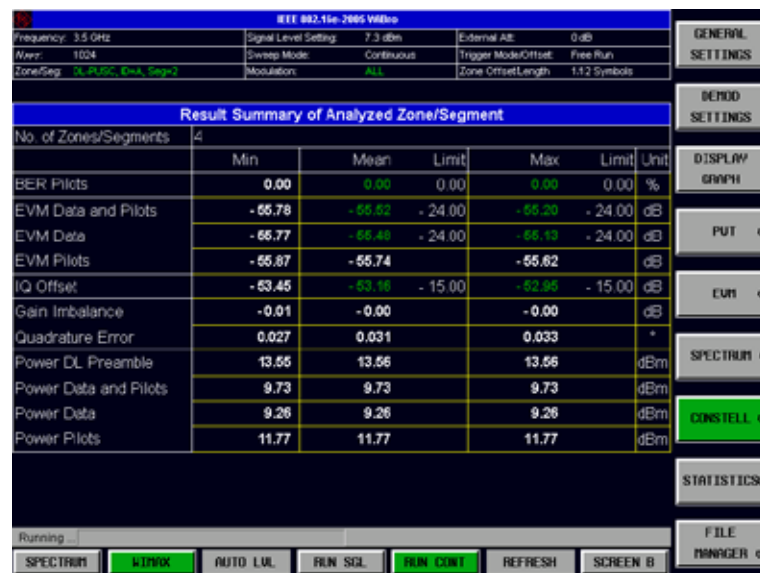 IEEE 802.16e-2005 WiBro
Frequency: 3.5 GHz Signal Level Setting: 7.3 dBm External Att: 0 dB
NFFT: 1024 Sweep Mode: Continuous Trigger Mode/Offset: Free Run
Zone/Seg: DL-PUSC, ID=A, Seg=2 Modulation: ALL Zone Offset/Length 1.12 Symbols
Result Summary of Analyzed Zone/Segment
No. of Zones/Segments 4
Min Mean Limit Max Limit Unit
BER Pilots 0.00 0.00 0.00 0.00 0.00 %
EVM Data and Pilots - 55.78 - 55.52 - 24.00 - 55.20 - 24.00 dB
EVM Data - 55.77 - 55.48 - 24.00 - 55.13 - 24.00 dB
EVM Pilots - 55.87 - 55.74 - 55.62 dB
IQ Offset - 53.45 - 53.16 - 15.00 - 52.95 - 15.00 dB
Gain Imbalance - 0.01 - 0.00 - 0.00 dB
Quadrature Error 0.027 0.031 0.033 °
Power DL Preamble 13.55 13.56 13.56 dBm
Power Data and Pilots 9.73 9.73 9.73 dBm
Power Data 9.26 9.26 9.26 dBm
Power Pilots 11.77 11.77 11.77 dBm
Running ...
SPECTRUM WIMAX AUTO LVL RUN SGL RUN CONT REFRESH SCREEN B
GENERAL
SETTINGS
DEMOD
SETTINGS
DISPLAY
GRAPH
PVT
EVM
SPECTRUM
CONSTELL
STATISTICS
FILE
MANAGER